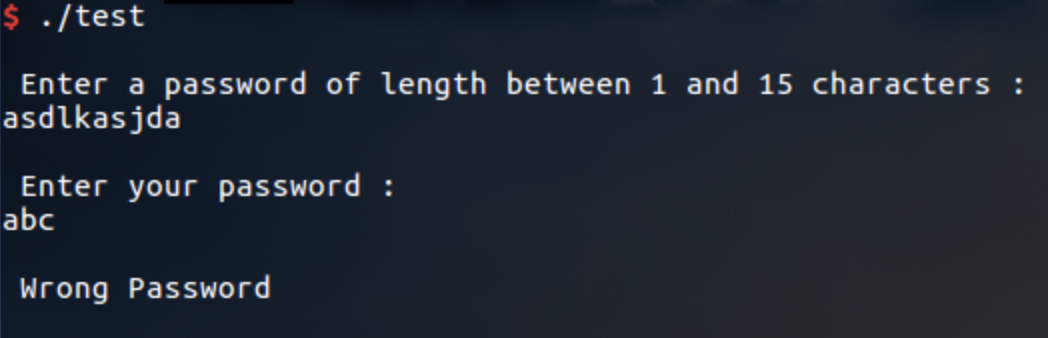 $ ./test
Enter a password of length between 1 and 15 characters :
asdlkasjda
Enter your password :
abc
Wrong Password